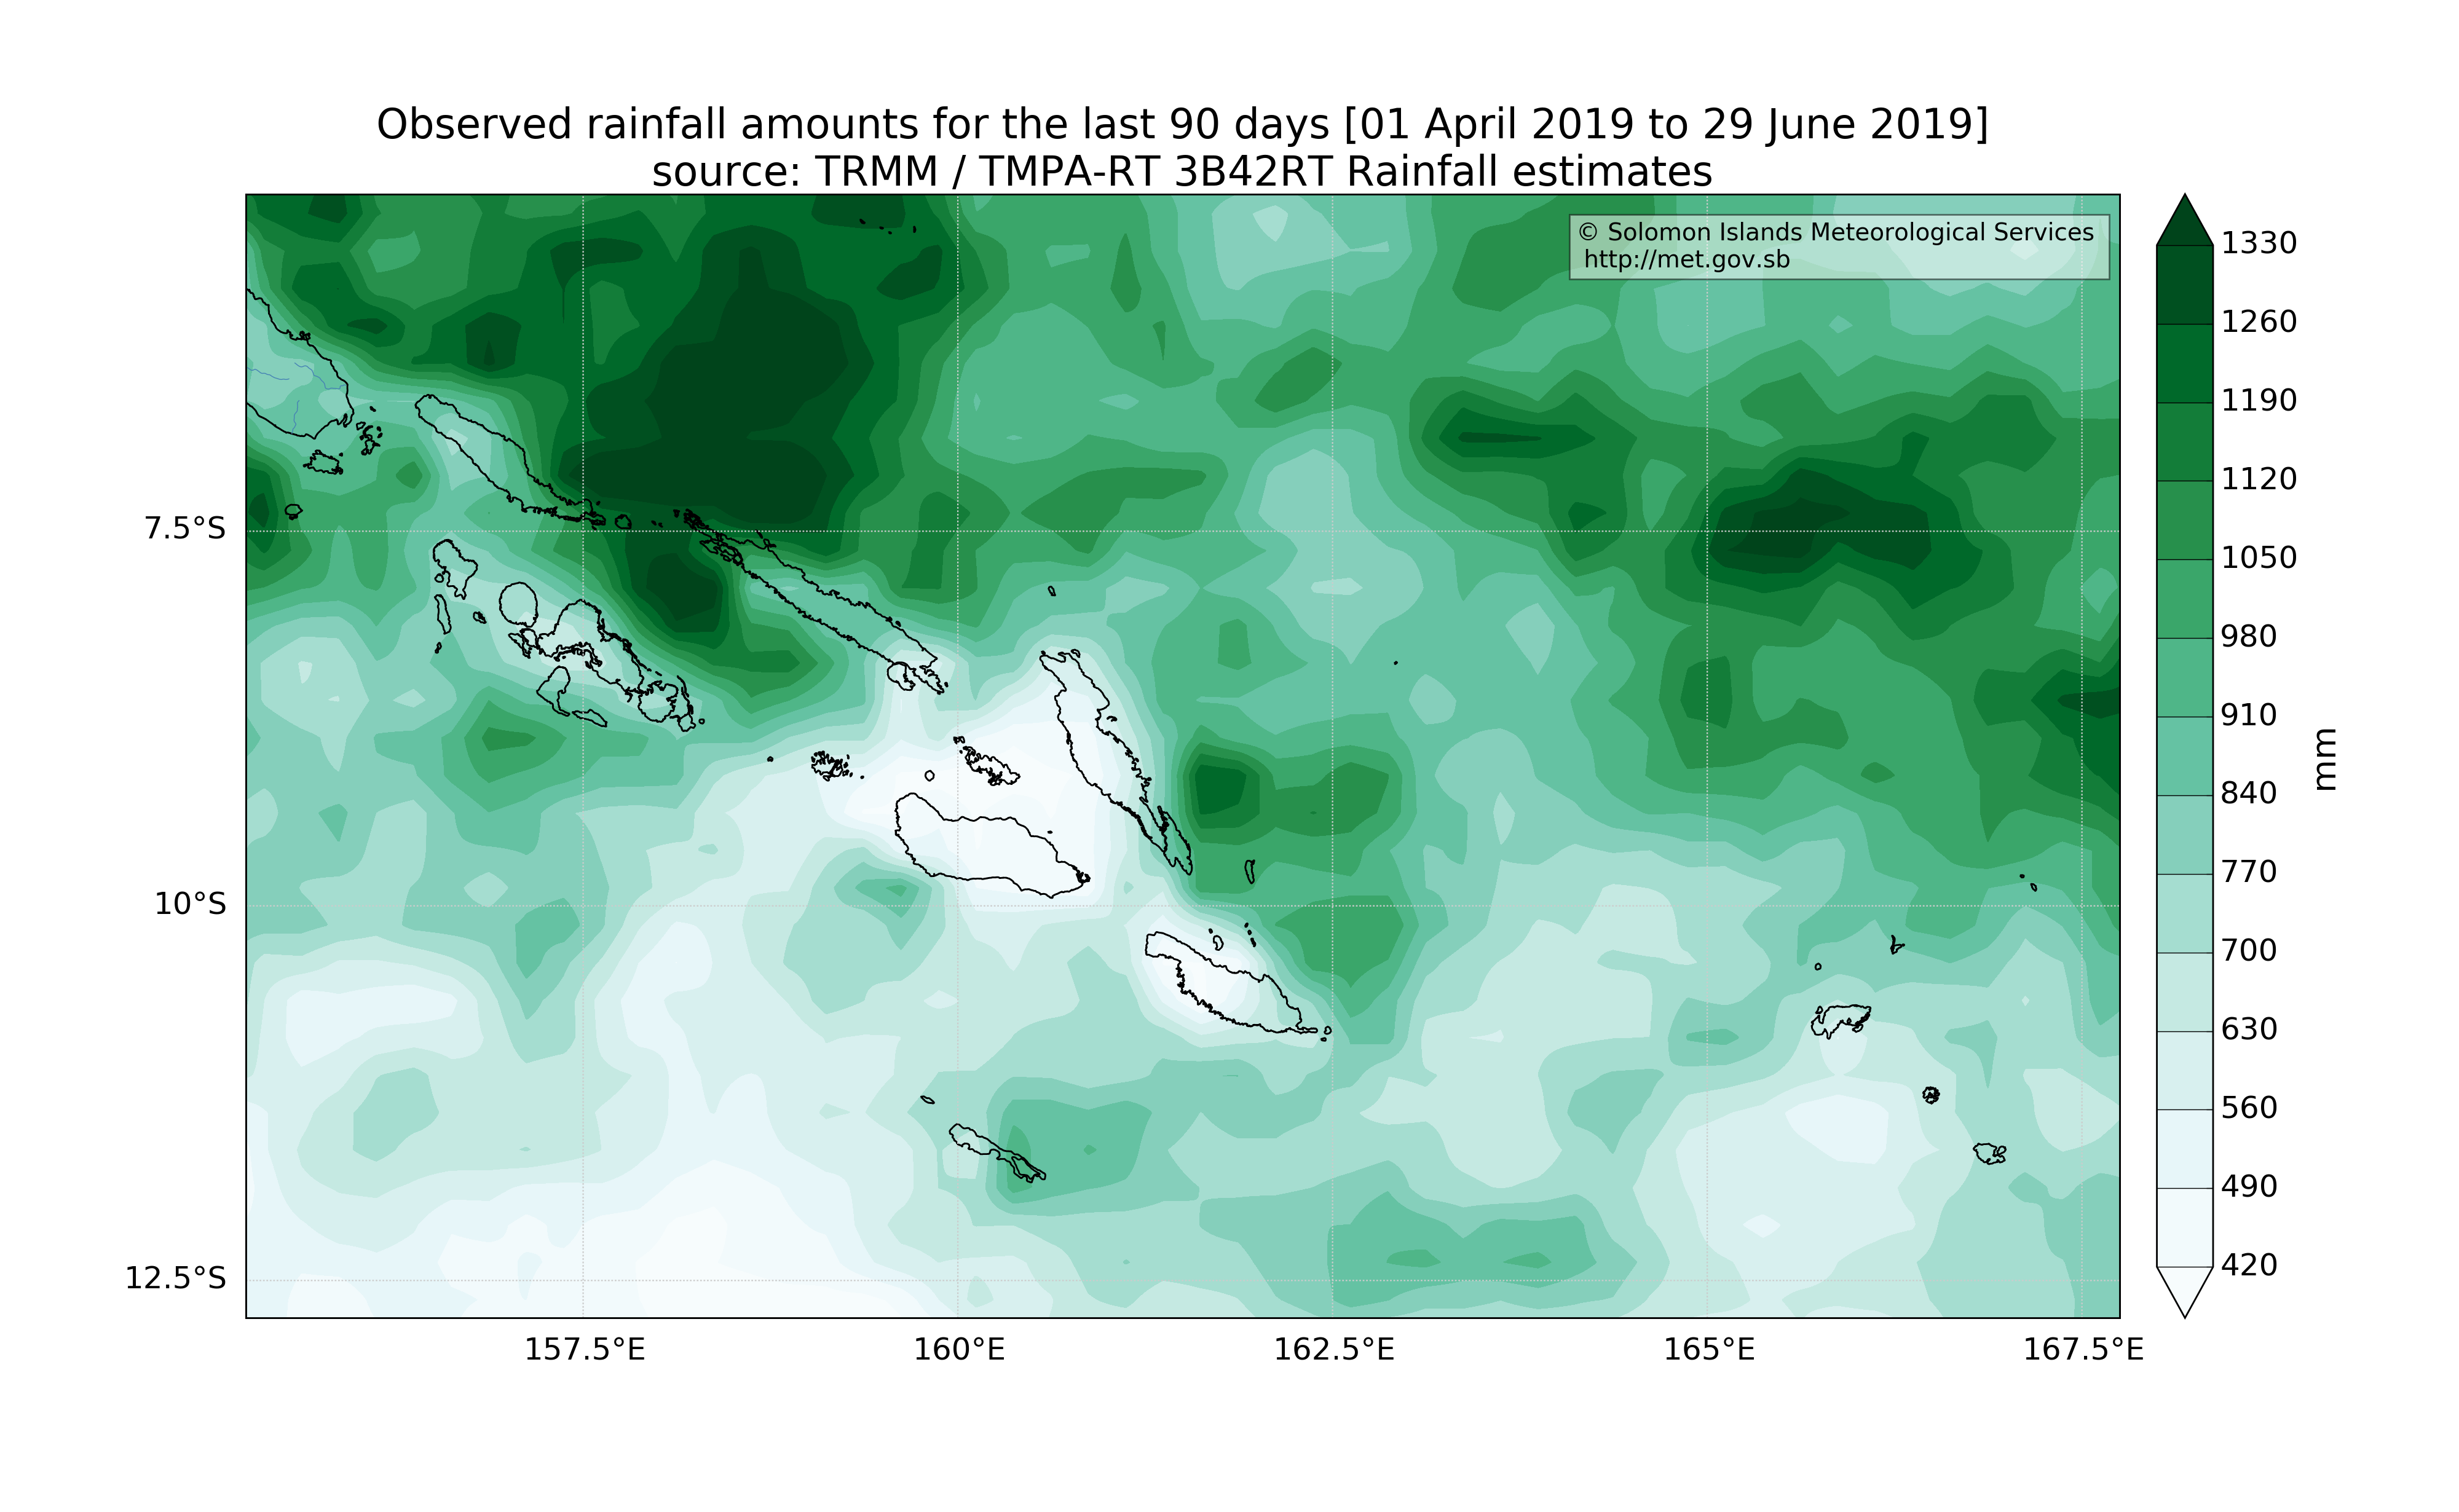 Observed rainfall amounts for the last 90 days [01 April 2019 to 29 June 2019]
source: TRMM / TMPA-RT 3B42RT Rainfall estimates
© Solomon Islands Meteorological Services
http://met.gov.sb
7.5°S
10°S
12.5°S
157.5°E
160°E
162.5°E
165°E
167.5°E
1330
1260
1190
1120
1050
980
910
840
770
700
630
560
490
420
mm